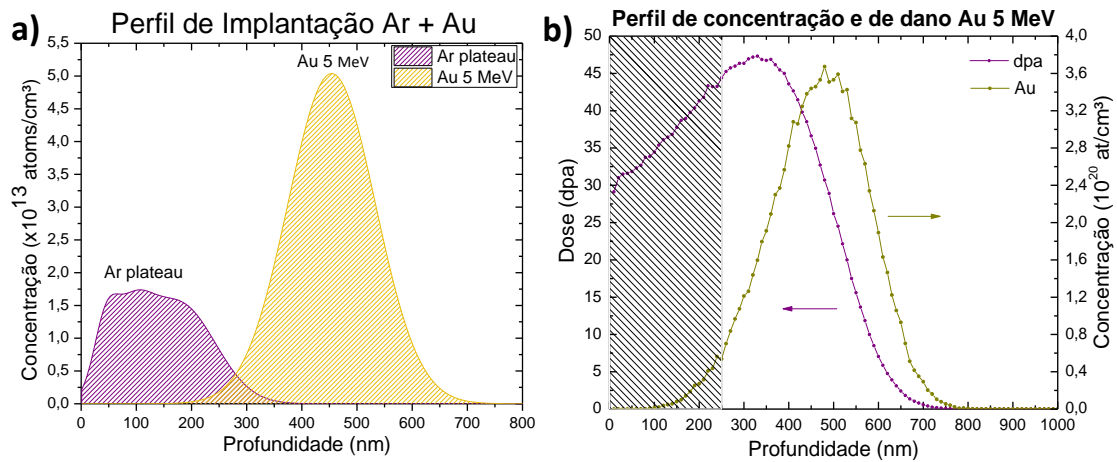 a)
Perfil de Implantação Ar + Au
5,5
5,0
4,5
4,0
3,5
3,0
2,5
2,0
1,5
1,0
0,5
0,0
Concentração (x10¹³ atoms/cm³)
Au 5 MeV
Ar plateau
Ar plateau
Au 5 MeV
0 100 200 300 400 500 600 700 800
Profundidade (nm)
b)
Perfil de concentração e de dano Au 5 MeV
50
45
40
35
30
25
20
15
10
5
0
Dose (dpa)
dpa
Au
4,0
3,6
3,2
2,8
2,4
2,0
1,6
1,2
0,8
0,4
0,0
Concentração (10²⁰ at/cm³)
0 100 200 300 400 500 600 700 800 900 1000
Profundidade (nm)